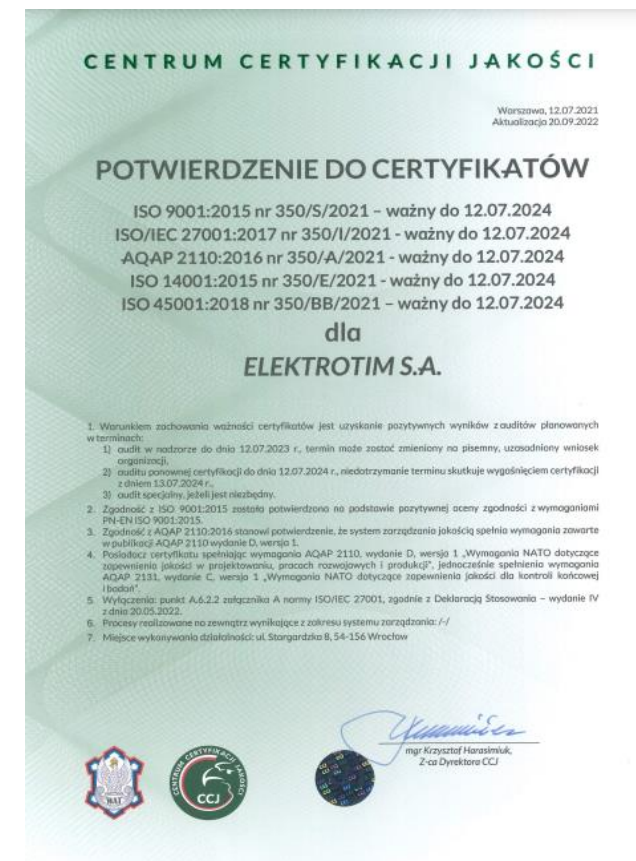 CENTRUM CERTYFIKACJI JAKOŚCI
Warszawa, 12.07.2021
Aktualizacja 20.09.2022
POTWIERDZENIE DO CERTYFIKATÓW
ISO 9001:2015 nr 350/S/2021 – ważny do 12.07.2024
ISO/IEC 27001:2017 nr 350/I/2021 - ważny do 12.07.2024
AQAP 2110:2016 nr 350/A/2021 - ważny do 12.07.2024
ISO 14001:2015 nr 350/E/2021 - ważny do 12.07.2024
ISO 45001:2018 nr 350/BB/2021 – ważny do 12.07.2024
dla
ELEKTROTIM S.A.
1. Warunkiem zachowania ważności certyfikatów jest uzyskanie pozytywnych wyników z auditów planowanych
w terminach:
1) audit w nadzorze do dnia 12.07.2023 r., termin może zostać zmieniony na pisemny, uzasadniony wniosek
organizacji,
2) auditu ponownej certyfikacji do dnia 12.07.2024 r., niedotrzymanie terminu skutkuje wygaśnięciem certyfikacji
z dniem 13.07.2024 r.,
3) audit specjalny, jeżeli jest niezbędny.
2. Zgodność z ISO 9001:2015 została potwierdzona na podstawie pozytywnej oceny zgodności z wymaganiami
PN-EN ISO 9001:2015.
3. Zgodność z AQAP 2110:2016 stanowi potwierdzenie, że system zarządzania jakością spełnia wymagania zawarte
w publikacji AQAP 2110 wydanie D, wersja 1.
4. Posiadacz certyfikatu spełniając wymagania AQAP 2110, wydanie D, wersja 1 „Wymagania NATO dotyczące
zapewnienia jakości w projektowaniu, pracach rozwojowych i produkcji", jednocześnie spełnienia wymagania
AQAP 2131, wydanie C, wersja 1 „Wymagania NATO dotyczące zapewnienia jakości dla kontroli końcowej
i badań".
5. Wyłączenia: punkt A.6.2.2 załącznika A normy ISO/IEC 27001, zgodnie z Deklaracją Stosowania – wydanie IV
z dnia 20.05.2022.
6. Procesy realizowane na zewnątrz wynikające z zakresu systemu zarządzania: /-/
7. Miejsce wykonywania działalności: ul. Stargardzka 8, 54-156 Wrocław
mgr Krzysztof Harasimiuk,
Z-ca Dyrektora CCJ
WAT
CENTRUM CERTYFIKACJI JAKOŚCI
CCJ